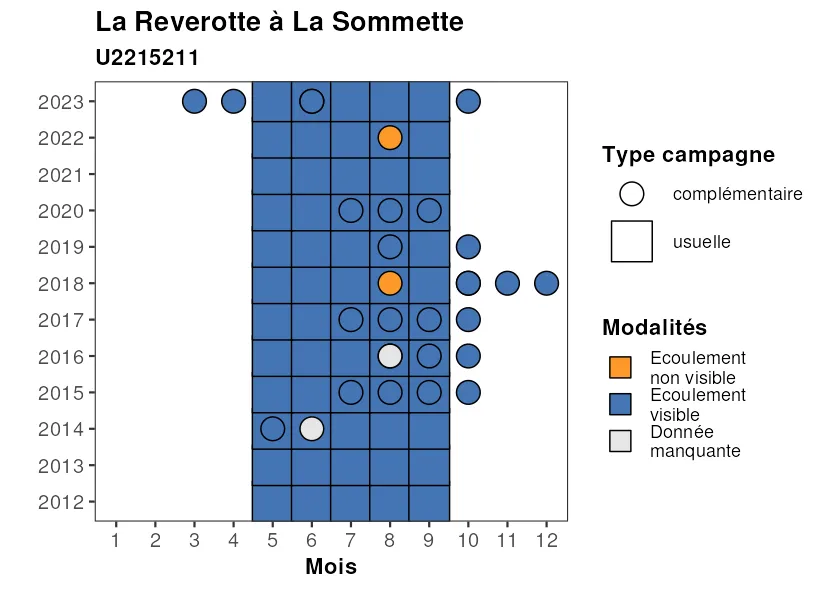 La Reverotte à La Sommette
U2215211
2023
2022
2021
2020
2019
2018
2017
2016
2015
2014
2013
2012
1 2 3 4 5 6 7 8 9 10 11 12
Mois
Type campagne
complémentaire
usuelle
Modalités
Ecoulement
non visible
Ecoulement
visible
Donnée
manquante